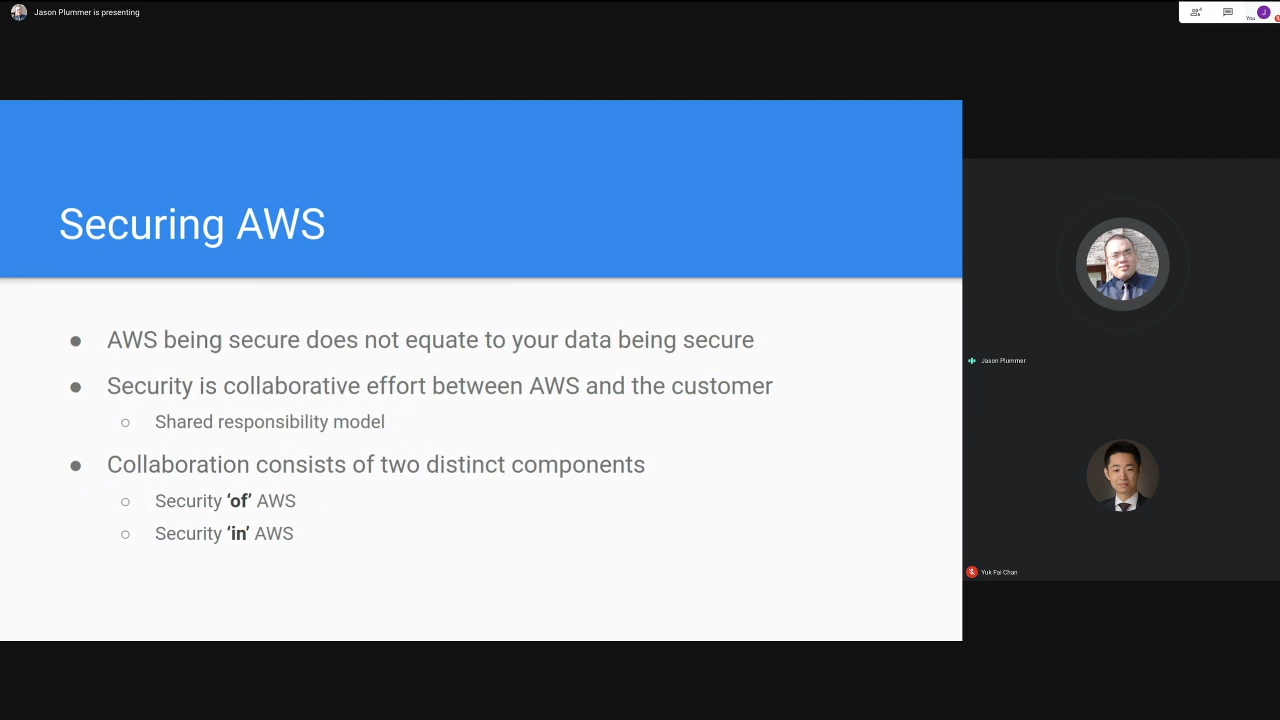 Jason Plummer is presenting
4
You
J
Securing AWS
● AWS being secure does not equate to your data being secure
● Security is collaborative effort between AWS and the customer
○ Shared responsibility model
● Collaboration consists of two distinct components
○ Security ‘of’ AWS
○ Security ‘in’ AWS
Jason Plummer
Yuk Fai Chan